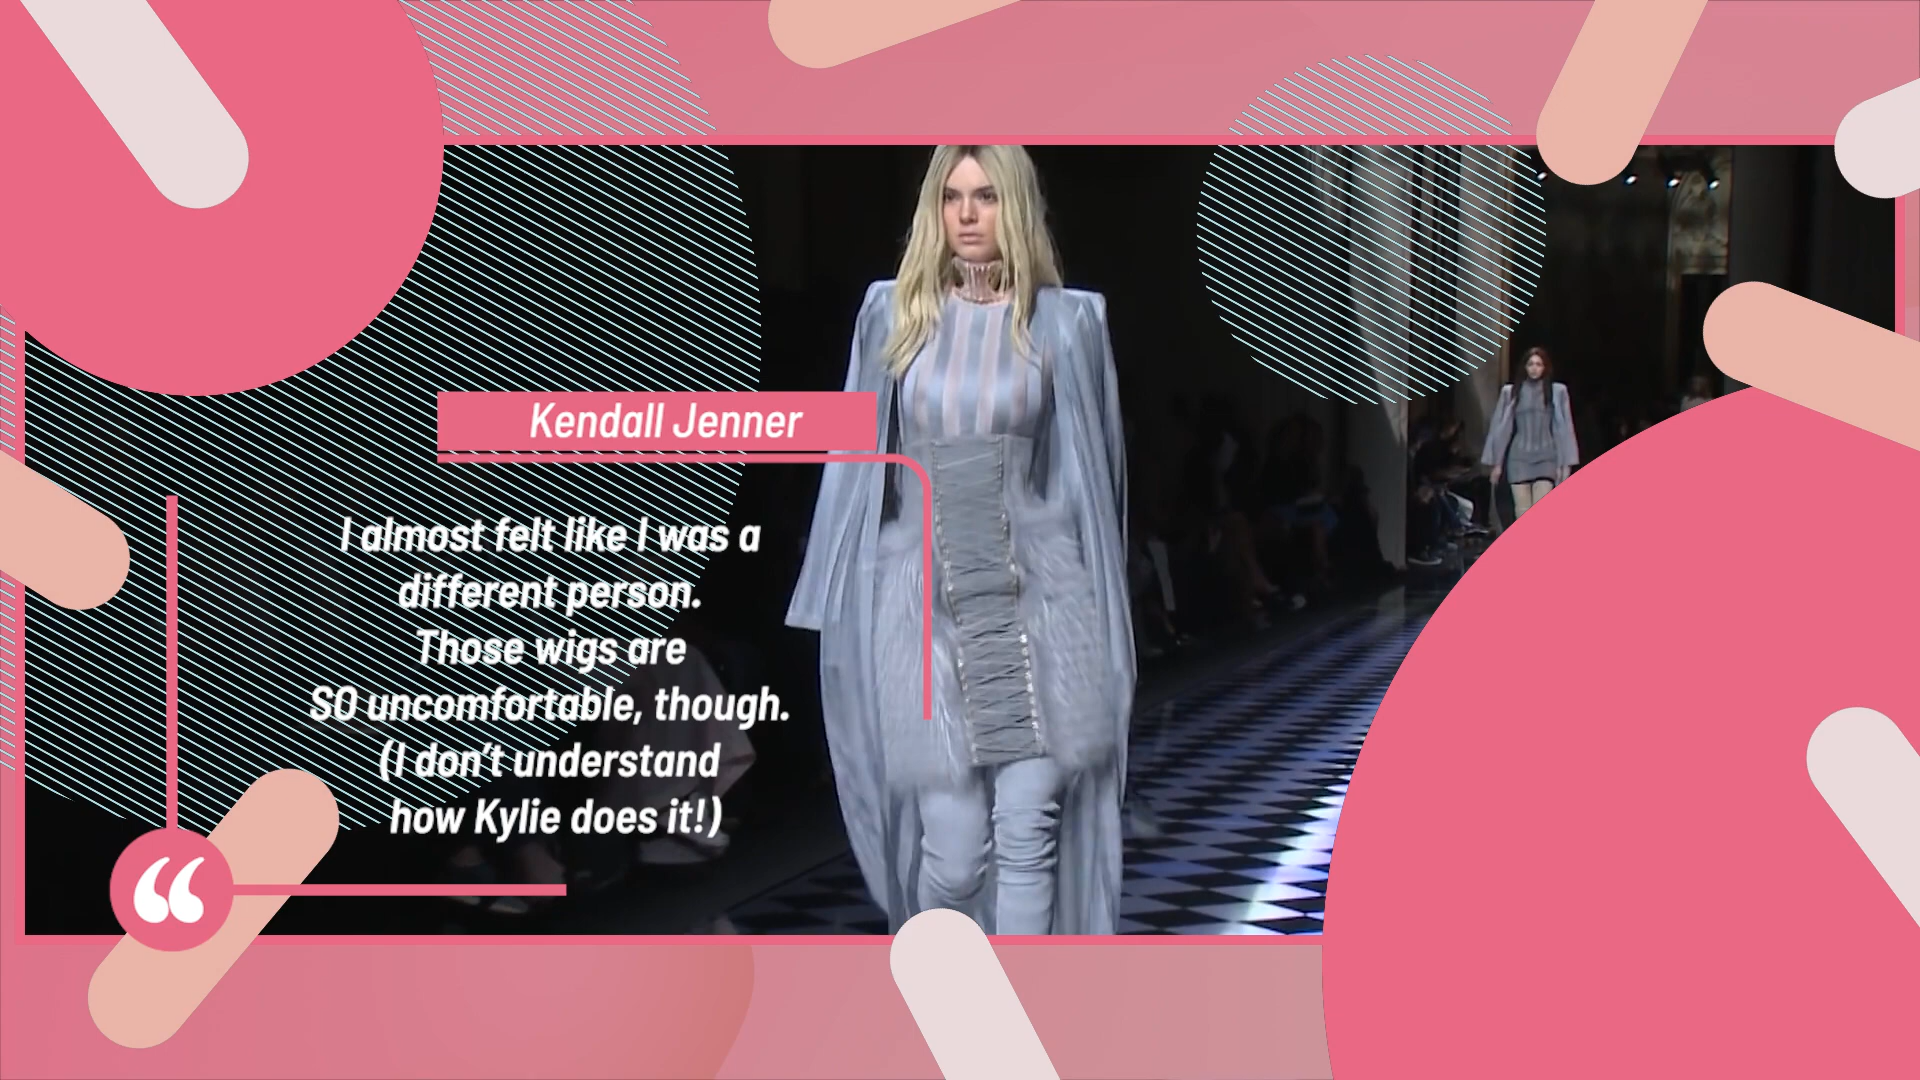 Kendall Jenner
I almost felt like I was a
different person.
Those wigs are
SO uncomfortable, though.
(I don't understand
how Kylie does it!)
“